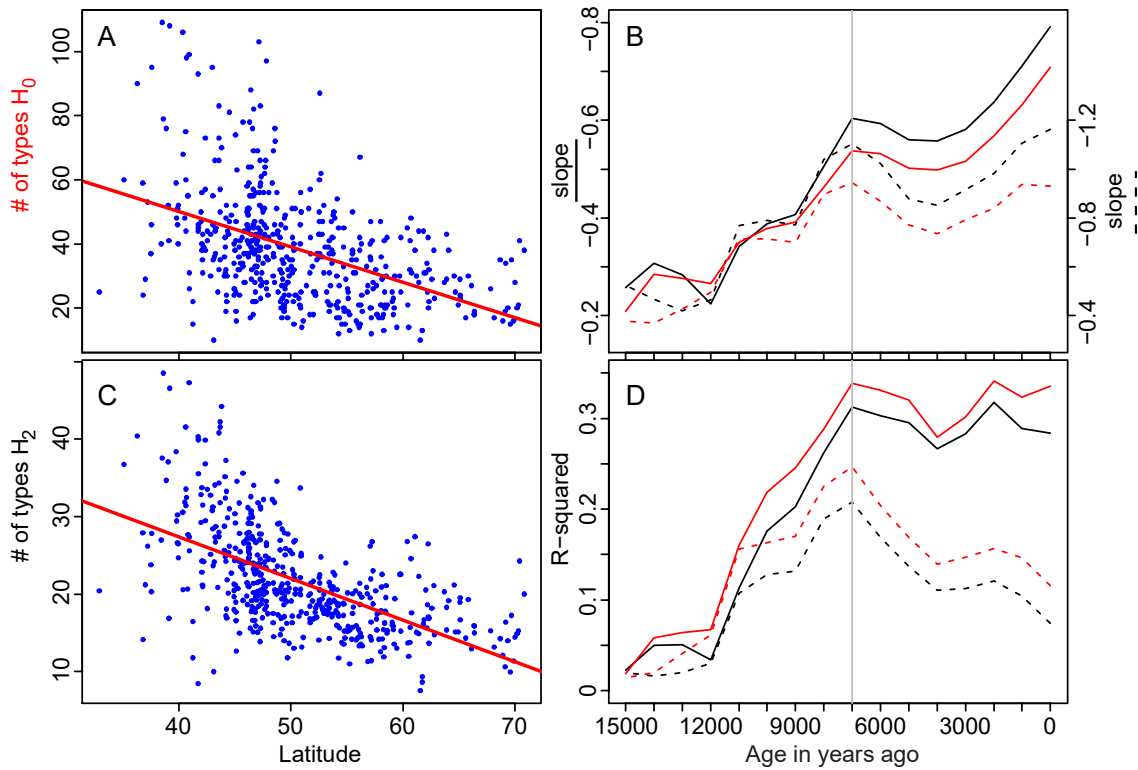 A
# of types H0
100
80
60
40
20
B
slope
−0.8
−0.6
−0.4
−0.2
−1.2
−0.8
−0.4
slope
C
# of types H2
40
30
20
10
40 50 60 70
Latitude
D
R−squared
0.3
0.2
0.1
0
15000 12000 9000 6000 3000 0
Age in years ago